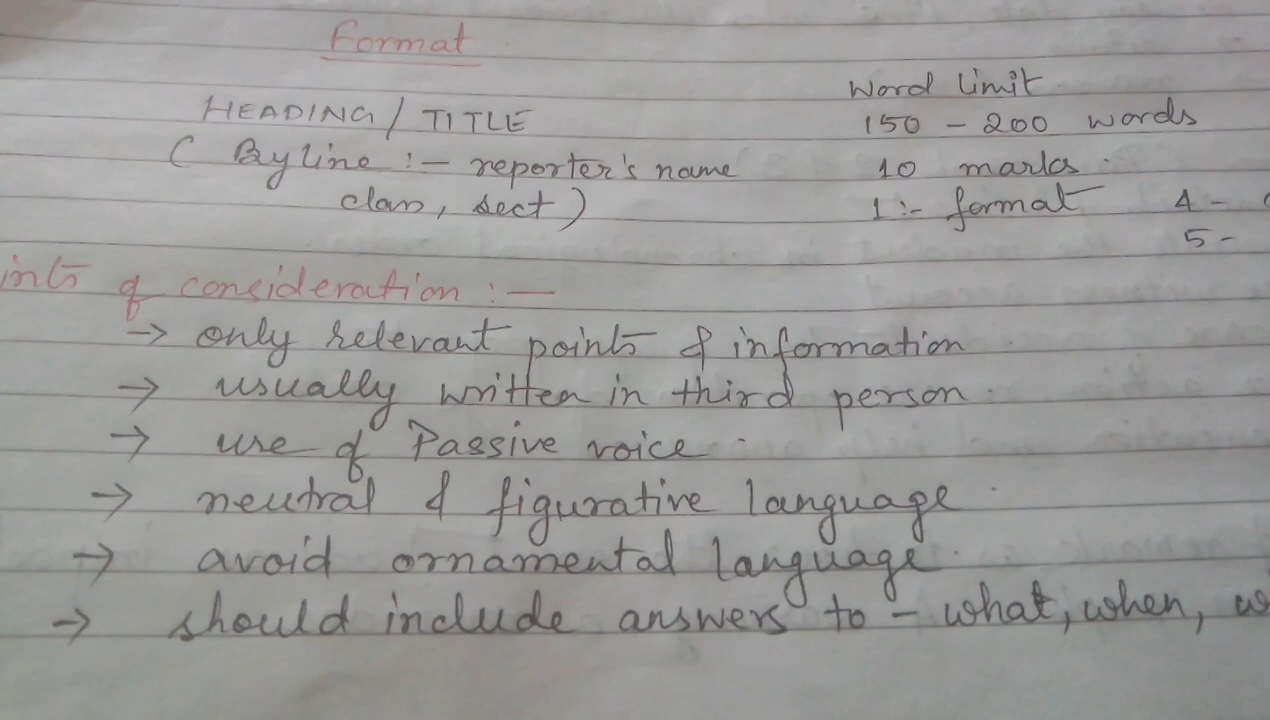 Format
HEADING / TITLE
( Byline :- reporter's name
class, sect )
Word limit
150 - 200 words
10 marks.
1 :- format 4 -
5 -
ints of consideration :-
→ only relevant points & information
→ usually written in third person.
→ use of Passive voice.
→ neutral & figurative language.
→ avoid ornamental language.
→ should include answers to - what, when,